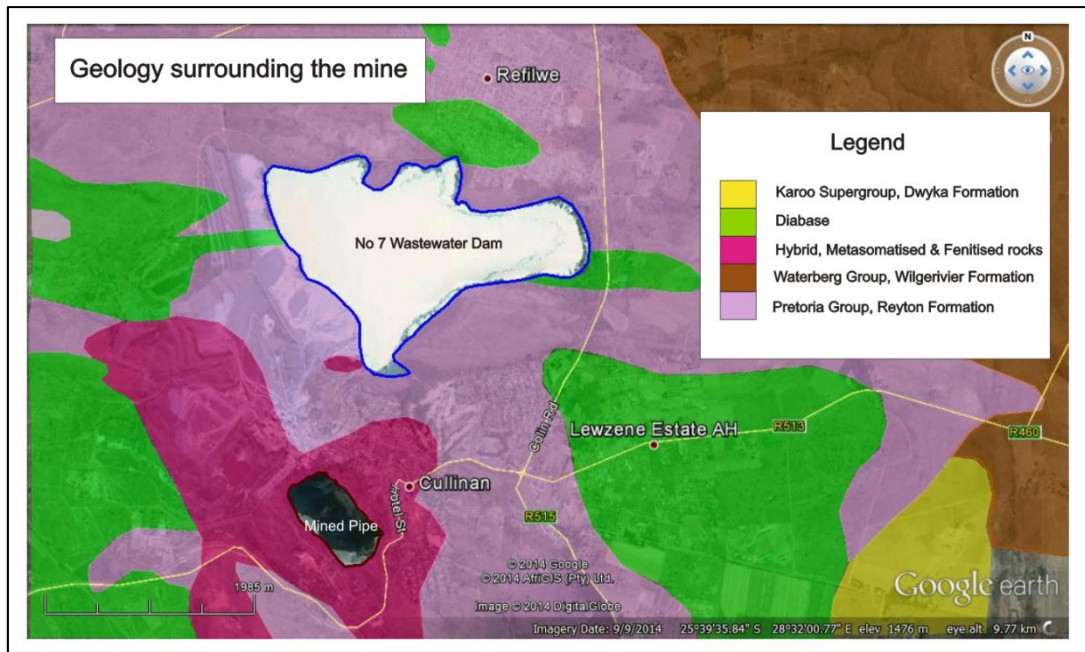 Geology surrounding the mine
Refilwe
N
Legend
Karoo Supergroup, Dwyka Formation
Diabase
Hybrid, Metasomatised & Fenitised rocks
Waterberg Group, Wilgerivier Formation
Pretoria Group, Reyton Formation
No 7 Wastewater Dam
Colin Rd
Lewzene Estate AH
R513
R460
Cullinan
Hotel St
R515
Mined Pipe
1985 m
© 2014 Google
© 2014 AfriGIS (Pty) Ltd.
Image © 2014 DigitalGlobe
Google earth
Imagery Date: 9/9/2014 25°39'35.84" S 28°32'00.77" E elev 1476 m eye alt 9.77 km